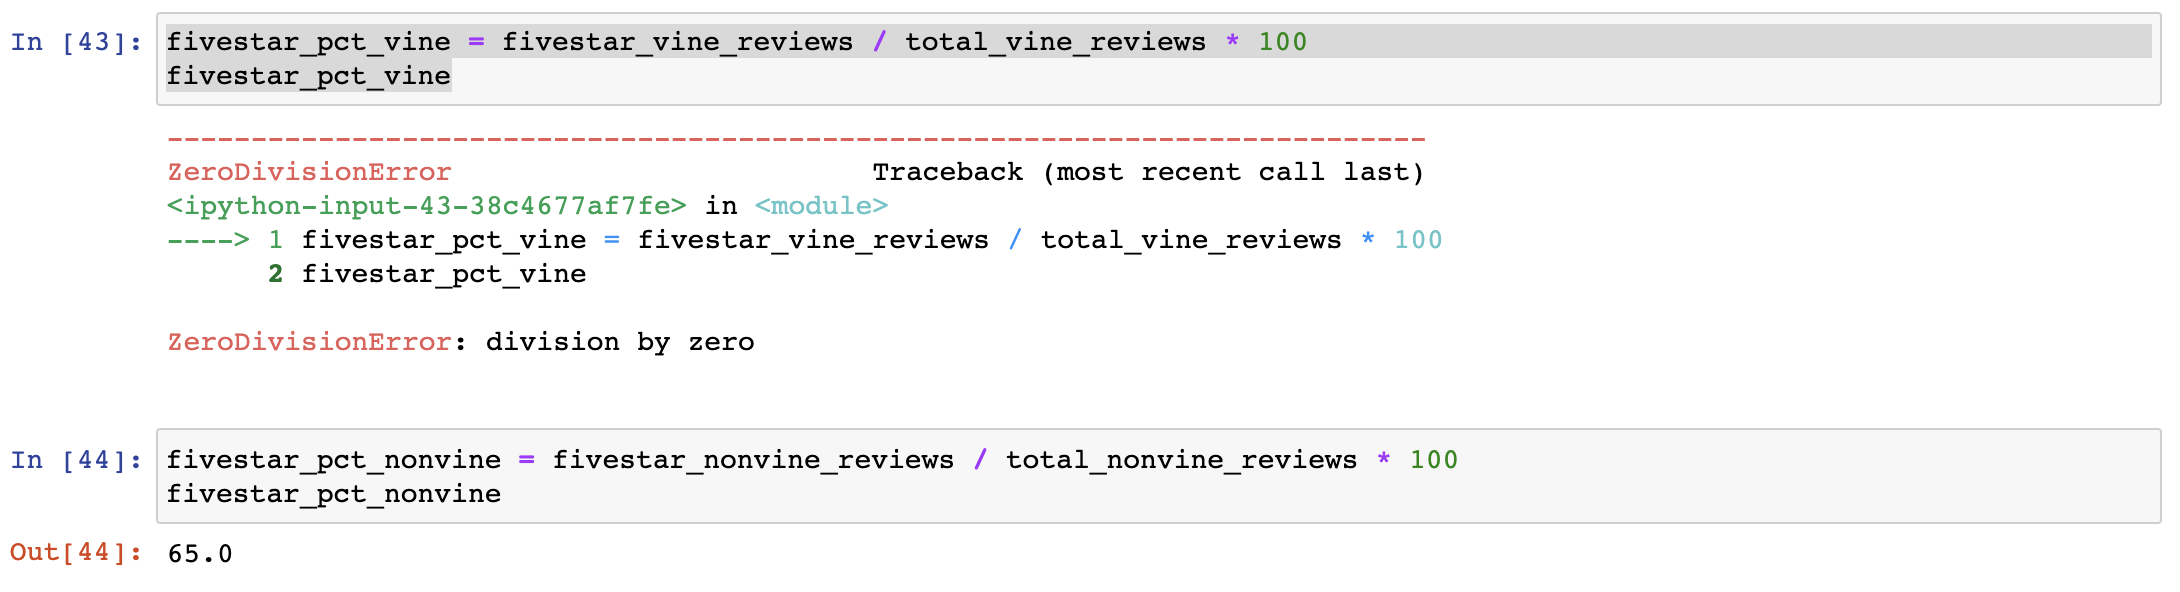 In [43]: fivestar_pct_vine = fivestar_vine_reviews / total_vine_reviews * 100
fivestar_pct_vine
---------------------------------------------------------------------------
ZeroDivisionError                         Traceback (most recent call last)
<ipython-input-43-38c4677af7fe> in <module>
----> 1 fivestar_pct_vine = fivestar_vine_reviews / total_vine_reviews * 100
      2 fivestar_pct_vine
ZeroDivisionError: division by zero
In [44]: fivestar_pct_nonvine = fivestar_nonvine_reviews / total_nonvine_reviews * 100
fivestar_pct_nonvine
Out[44]: 65.0